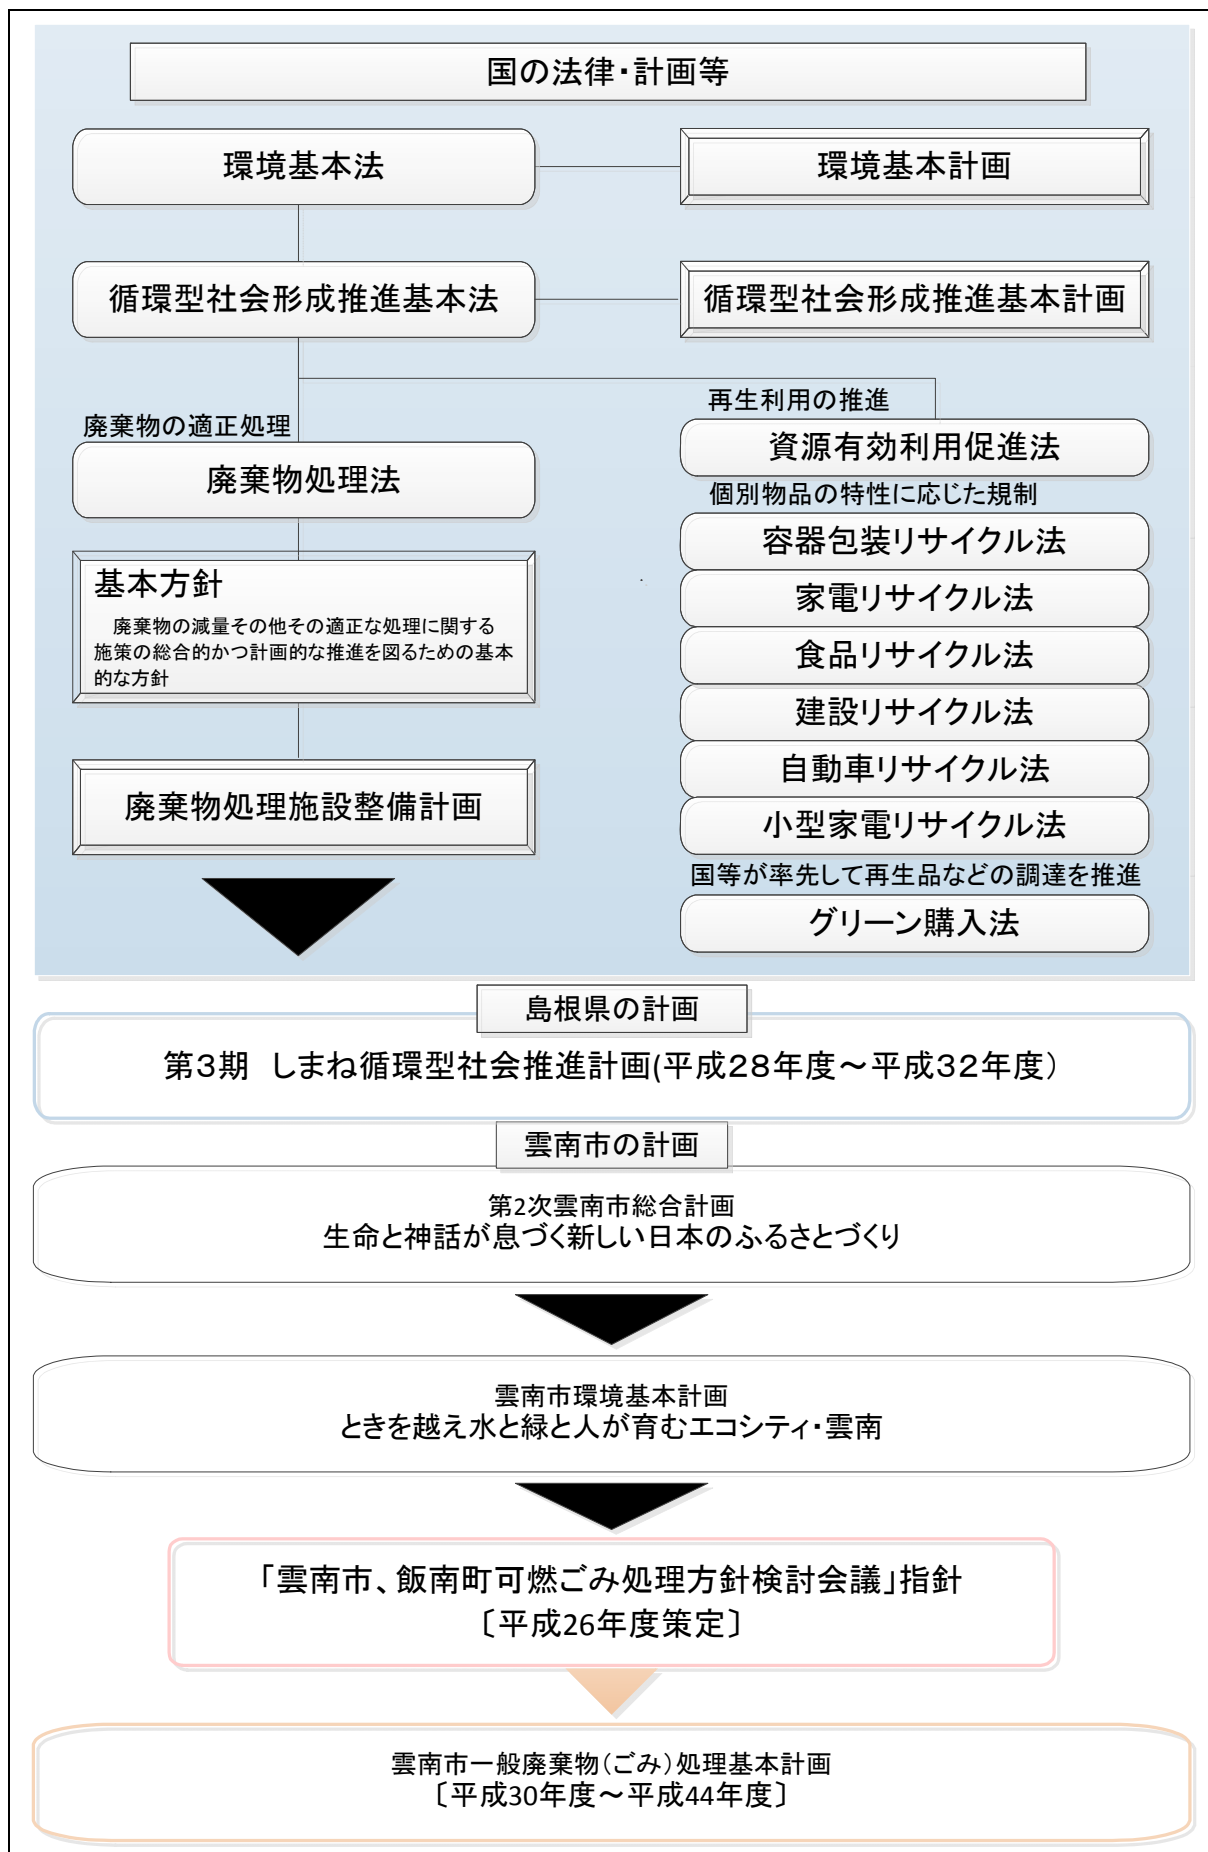 国の法律・計画等
環境基本法
環境基本計画
循環型社会形成推進基本法
循環型社会形成推進基本計画
廃棄物の適正処理
廃棄物処理法
基本方針
廃棄物の減量その他その適正な処理に関する
施策の総合的かつ計画的な推進を図るための基本
的な方針
廃棄物処理施設整備計画
再生利用の推進
資源有効利用促進法
個別物品の特性に応じた規制
容器包装リサイクル法
家電リサイクル法
食品リサイクル法
建設リサイクル法
自動車リサイクル法
小型家電リサイクル法
国等が率先して再生品などの調達を推進
グリーン購入法
島根県の計画
第３期　しまね循環型社会推進計画(平成２８年度～平成３２年度）
雲南市の計画
第2次雲南市総合計画
生命と神話が息づく新しい日本のふるさとづくり
雲南市環境基本計画
ときを越え水と緑と人が育むエコシティ・雲南
「雲南市、飯南町可燃ごみ処理方針検討会議」指針
〔平成26年度策定〕
雲南市一般廃棄物（ごみ）処理基本計画
〔平成30年度～平成44年度〕